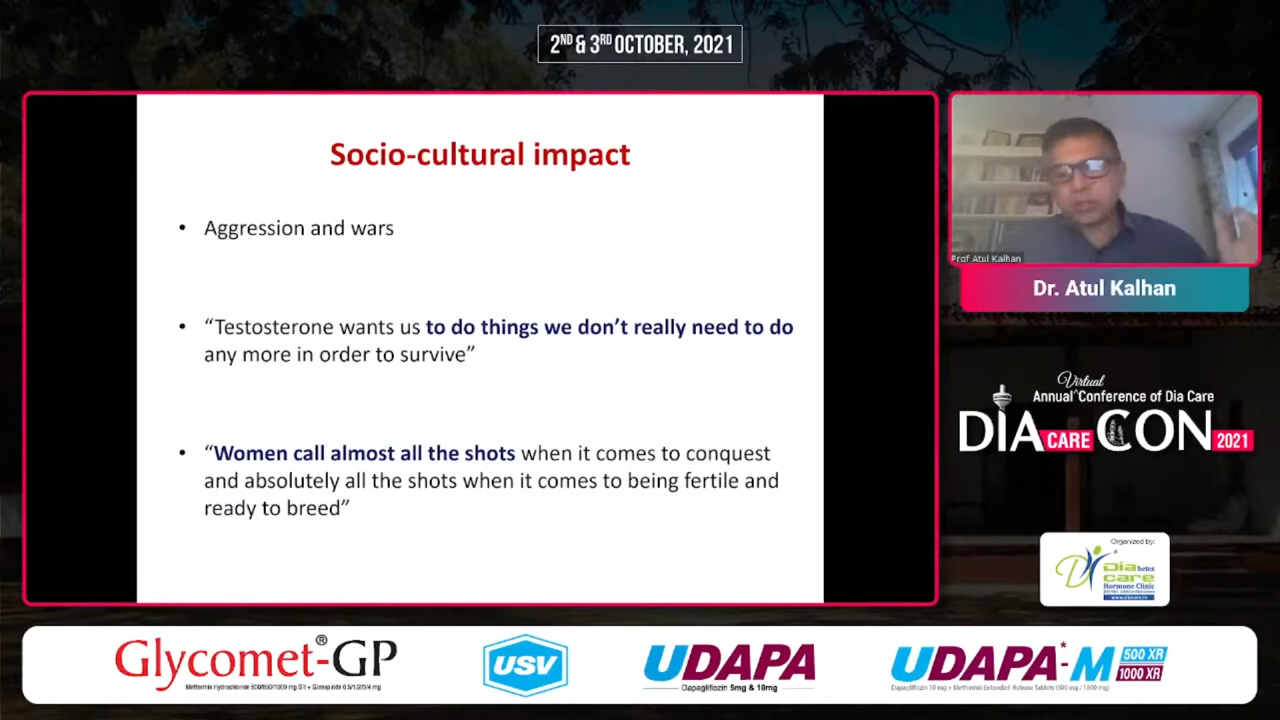 2ND & 3RD OCTOBER, 2021
Socio-cultural impact
• Aggression and wars
• “Testosterone wants us to do things we don’t really need to do
any more in order to survive”
• “Women call almost all the shots when it comes to conquest
and absolutely all the shots when it comes to being fertile and
ready to breed”
Prof Atul Kalhan
Dr. Atul Kalhan
Virtual
Annual^Conference of Dia Care
DIA CARE CON 2021
Organized by:
Diabetes
care
Hormone Clinic
www.diacare.in
Glycomet®-GP
Metformin Hydrochloride 500/850/1000 mg SR + Glimepiride 0.5/1/2/3/4 mg
USV
UDAPA
Dapagliflozin 5mg & 10mg
UDAPA*-M 500 XR
1000 XR
Dapagliflozin 10 mg + Metformin Extended Release Tablets (500 mg / 1000 mg)